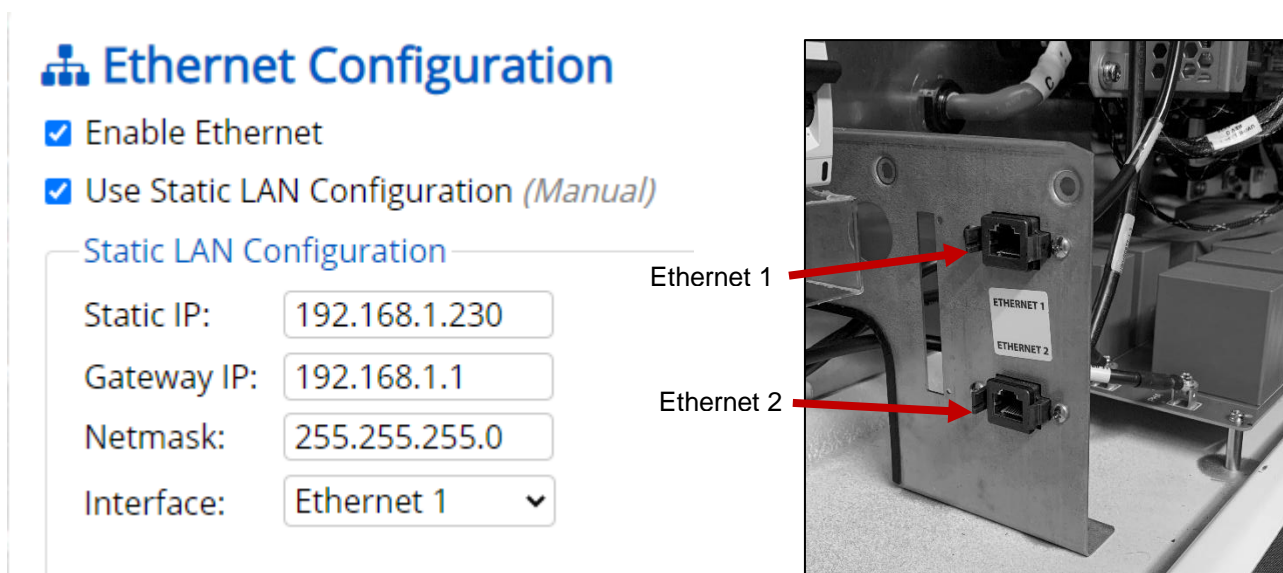 Ethernet Configuration
Enable Ethernet
Use Static LAN Configuration (Manual)
Static LAN Configuration
Static IP: 192.168.1.230
Gateway IP: 192.168.1.1
Netmask: 255.255.255.0
Interface: Ethernet 1
Ethernet 1
Ethernet 2
ETHERNET 1
ETHERNET 2